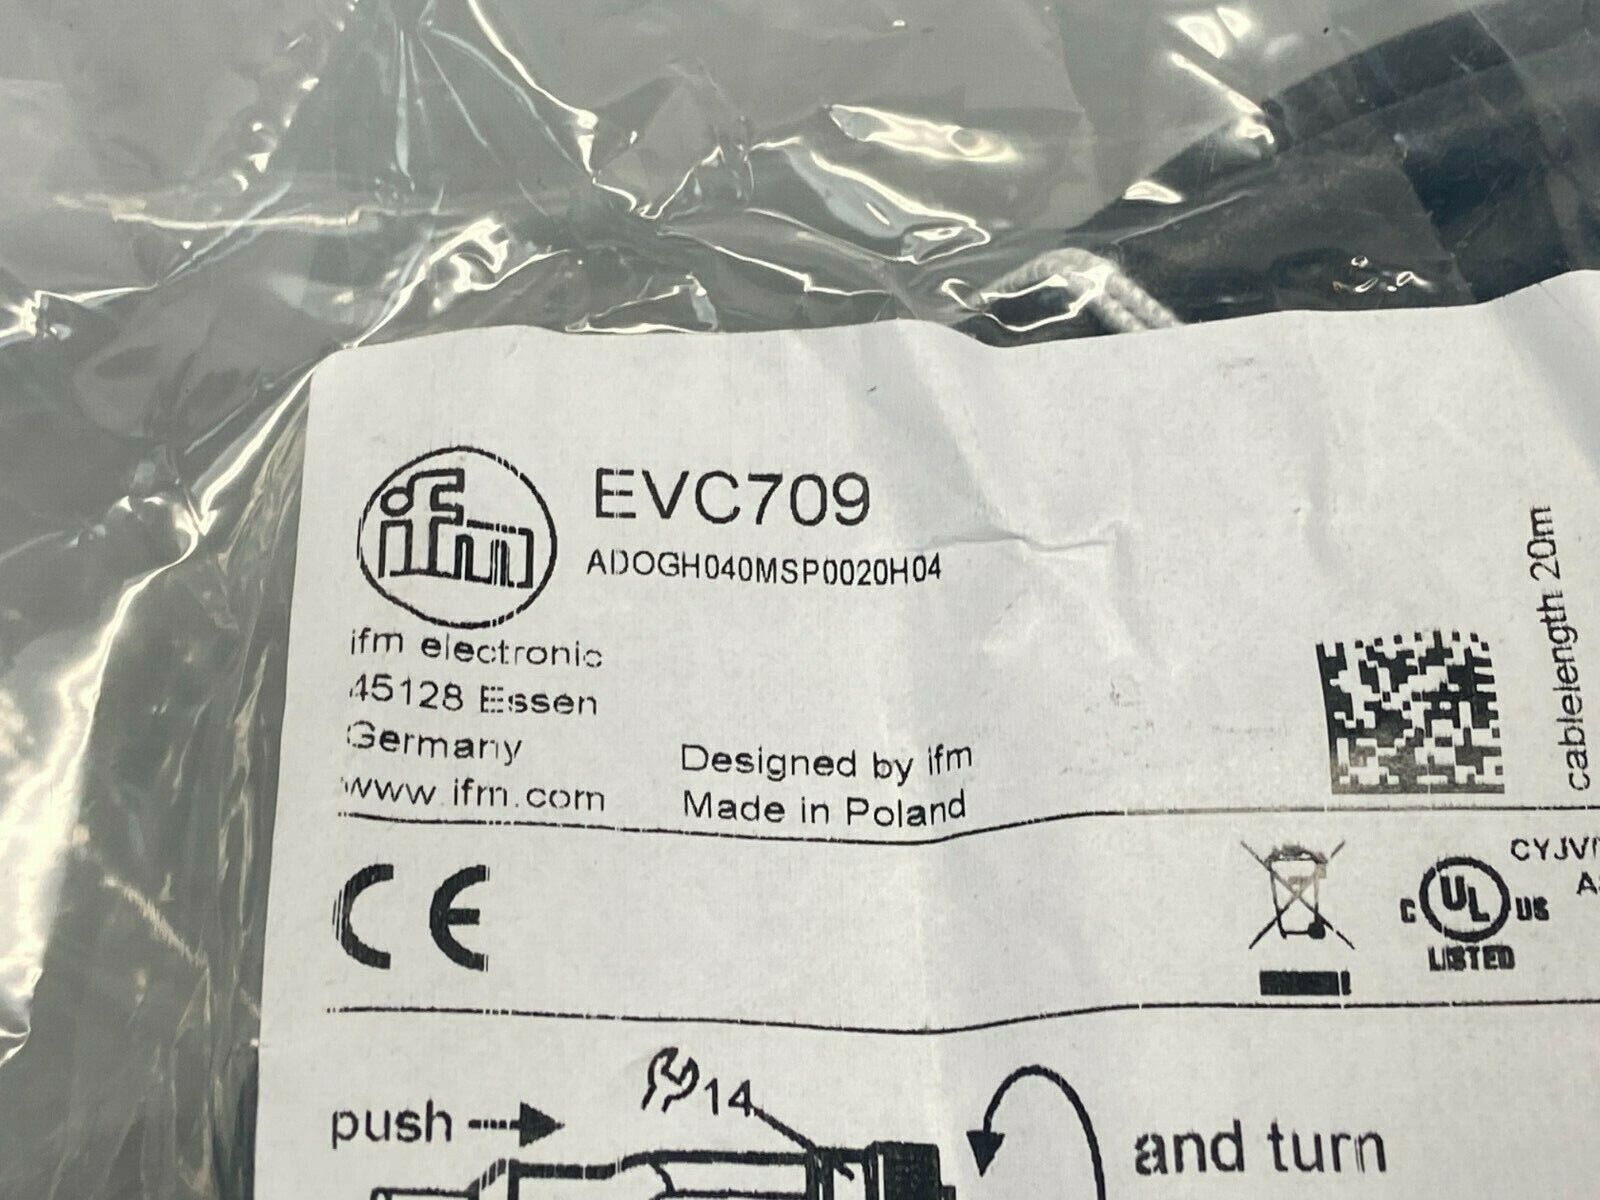 ifm
EVC709
ADOGH040MSP0020H04
ifm electronic
45128 Essen
Germany
www.ifm.com
Designed by ifm
Made in Poland
cablelength 20m
CE
C UL US
LISTED
14
push
and turn